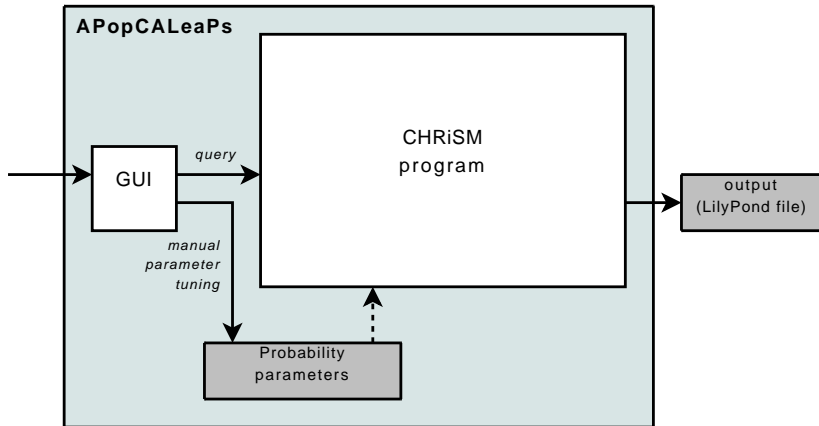 APopCALeaPs
CHRiSM
program
query
GUI
output
(LilyPond file)
manual
parameter
tuning
Probability
parameters